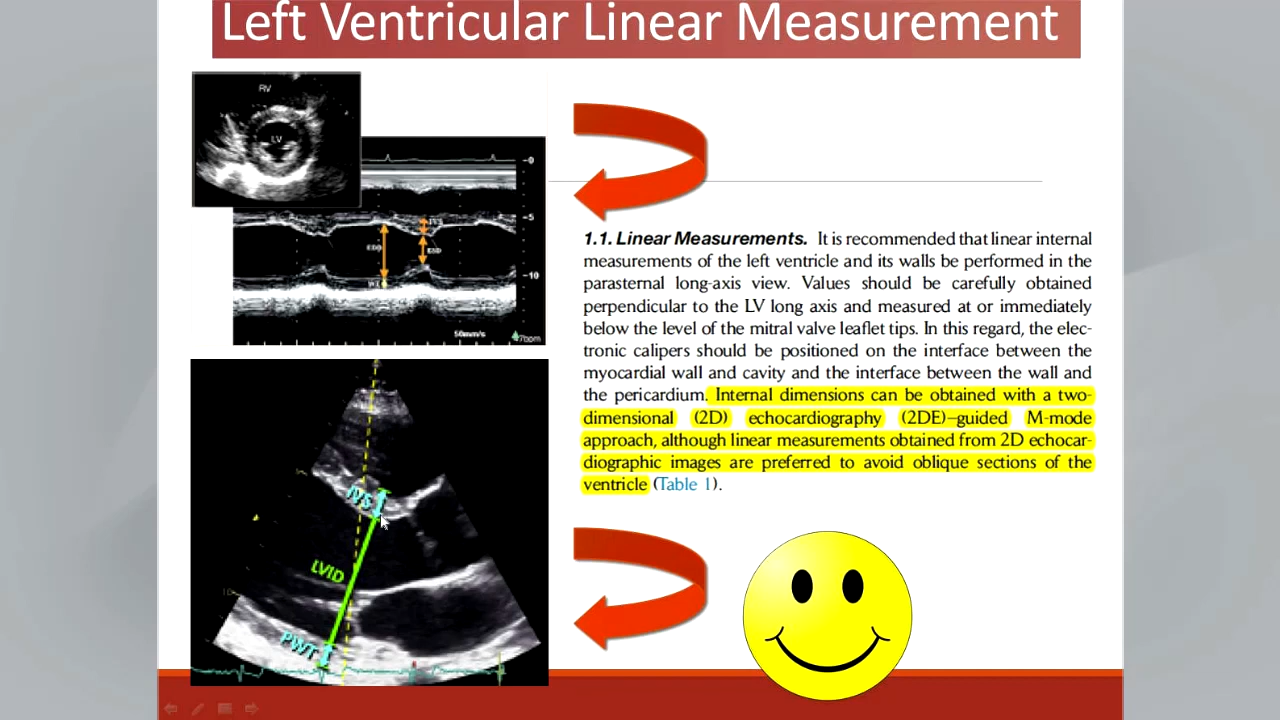 Left Ventricular Linear Measurement
RV
LV
0
5
EDD
ESD
10
50mm/s
77bpm
1.1. Linear Measurements. It is recommended that linear internal
measurements of the left ventricle and its walls be performed in the
parasternal long-axis view. Values should be carefully obtained
perpendicular to the LV long axis and measured at or immediately
below the level of the mitral valve leaflet tips. In this regard, the elec-
tronic calipers should be positioned on the interface between the
myocardial wall and cavity and the interface between the wall and
the pericardium. Internal dimensions can be obtained with a two-
dimensional (2D) echocardiography (2DE)–guided M-mode
approach, although linear measurements obtained from 2D echocar-
diographic images are preferred to avoid oblique sections of the
ventricle (Table 1).
IVS
LVID
PWT